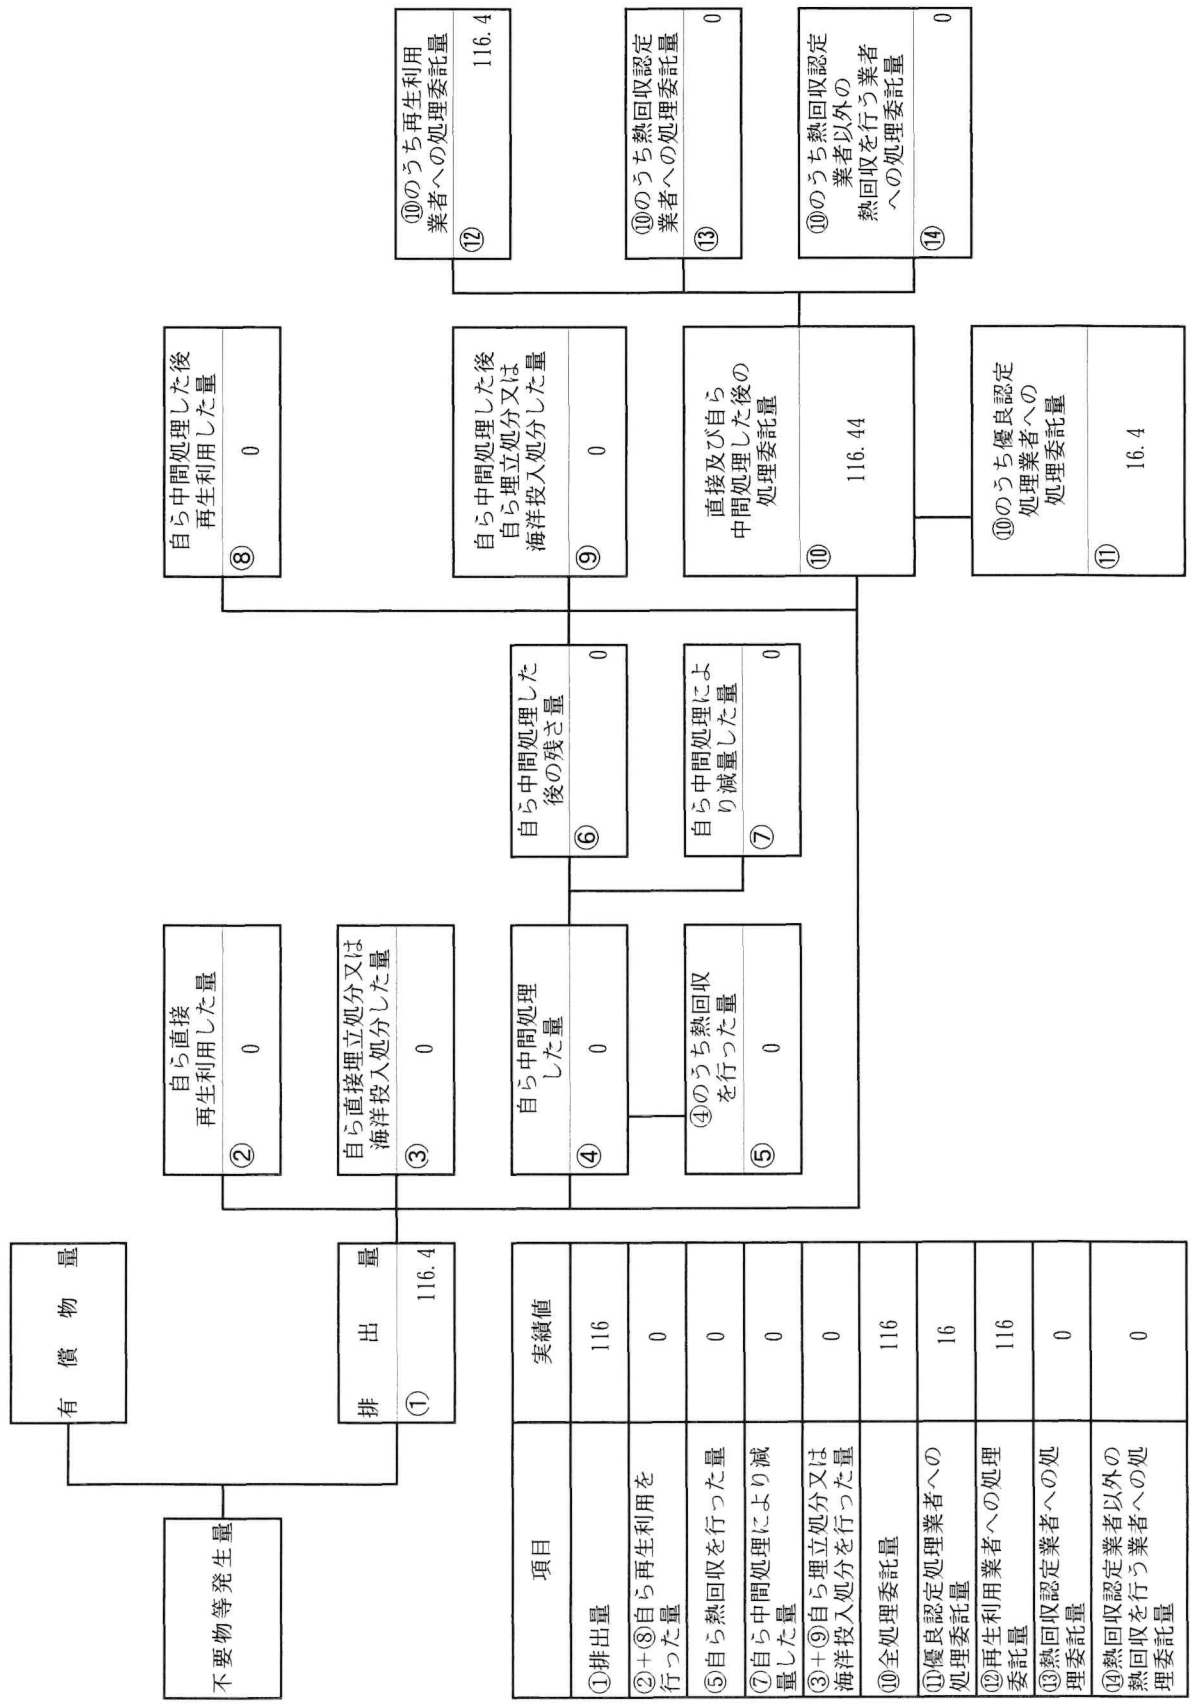 不要物等発生量
有償物量
排出量
① 116.4
自ら直接
再生利用した量
② 0
自ら直接埋立処分又は
海洋投入処分した量
③ 0
自ら中間処理
した量
④ 0
④のうち熱回収
を行った量
⑤ 0
自ら中間処理した
後の残さ量
⑥ 0
自ら中間処理によ
り減量した量
⑦ 0
自ら中間処理した後
再生利用した量
⑧ 0
自ら中間処理した後
自ら埋立処分又は
海洋投入処分した量
⑨ 0
直接及び自ら
中間処理した後の
処理委託量
⑩ 116.44
⑩のうち優良認定
処理業者への
処理委託量
⑪ 16.4
⑩のうち再生利用
業者への処理委託量
⑫ 116.4
⑩のうち熱回収認定
業者への処理委託量
⑬ 0
⑩のうち熱回収認定
業者以外の
熱回収を行う業者
への処理委託量
⑭ 0
項目 実績値
①排出量 116
②+⑧自ら再生利用を
行った量 0
⑤自ら熱回収を行った量 0
⑦自ら中間処理により減
量した量 0
③+⑨自ら埋立処分又は
海洋投入処分を行った量 0
⑩全処理委託量 116
⑪優良認定処理業者への
処理委託量 16
⑫再生利用業者への処理
委託量 116
⑬熱回収認定業者への処
理委託量 0
⑭熱回収認定業者以外の
熱回収を行う業者への処
理委託量 0